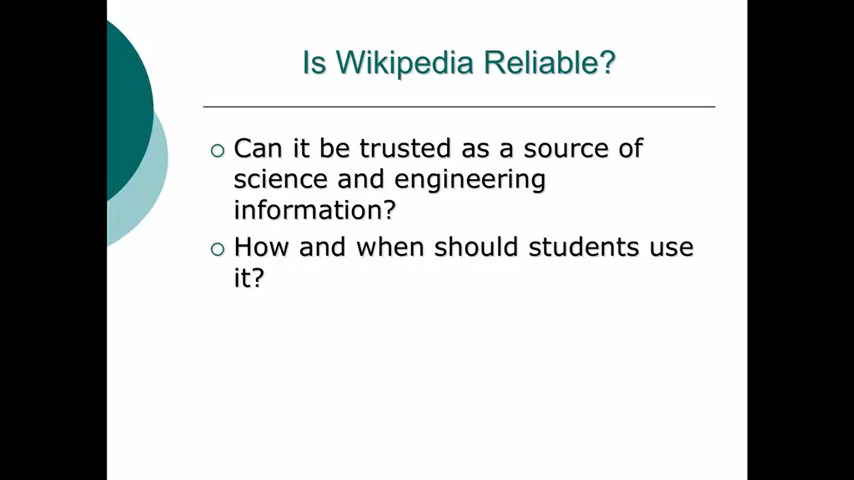 Is Wikipedia Reliable?
Can it be trusted as a source of
science and engineering
information?
How and when should students use
it?